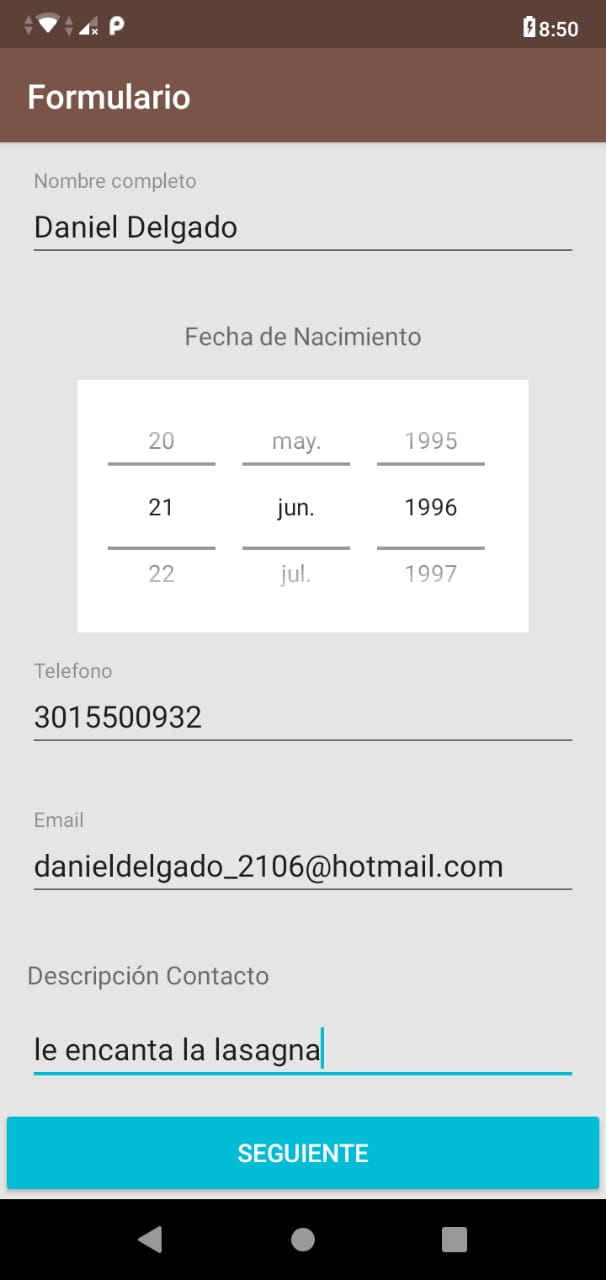 8:50
Formulario
Nombre completo
Daniel Delgado
Fecha de Nacimiento
20 may. 1995
21 jun. 1996
22 jul. 1997
Telefono
3015500932
Email
danieldelgado_2106@hotmail.com
Descripción Contacto
le encanta la lasagna
SEGUIENTE